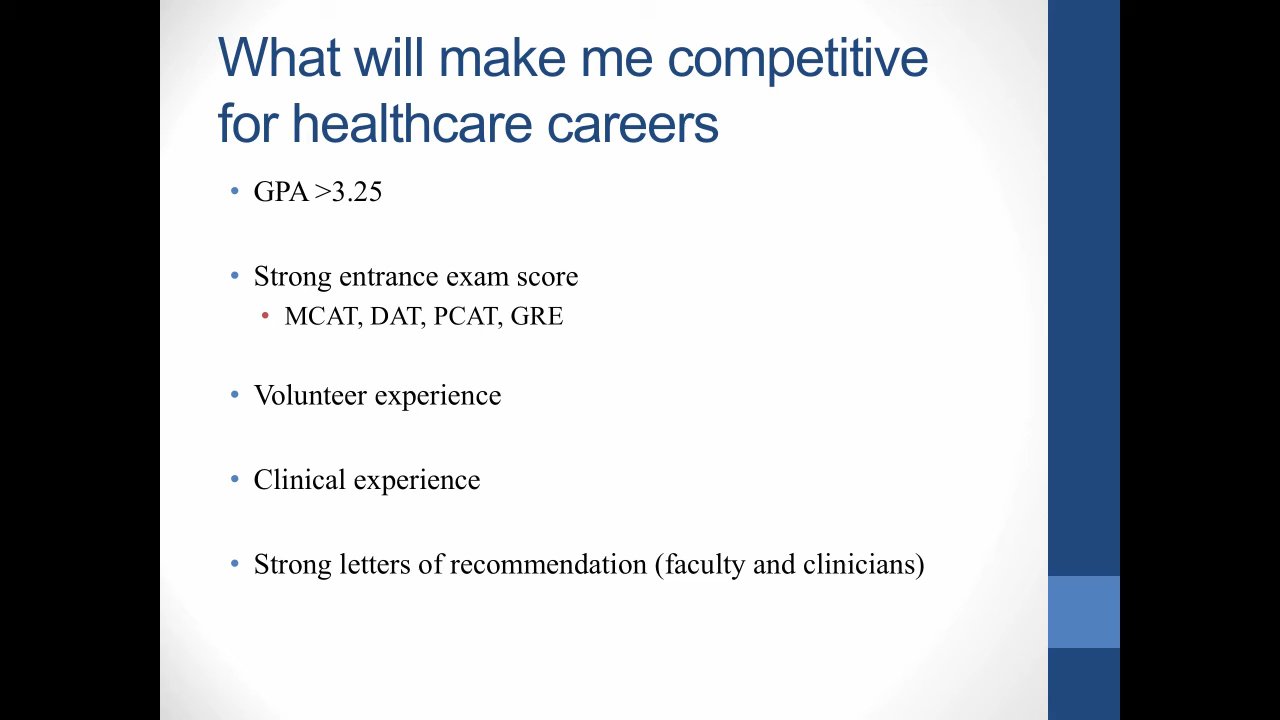 What will make me competitive
for healthcare careers
• GPA >3.25
• Strong entrance exam score
• MCAT, DAT, PCAT, GRE
• Volunteer experience
• Clinical experience
• Strong letters of recommendation (faculty and clinicians)